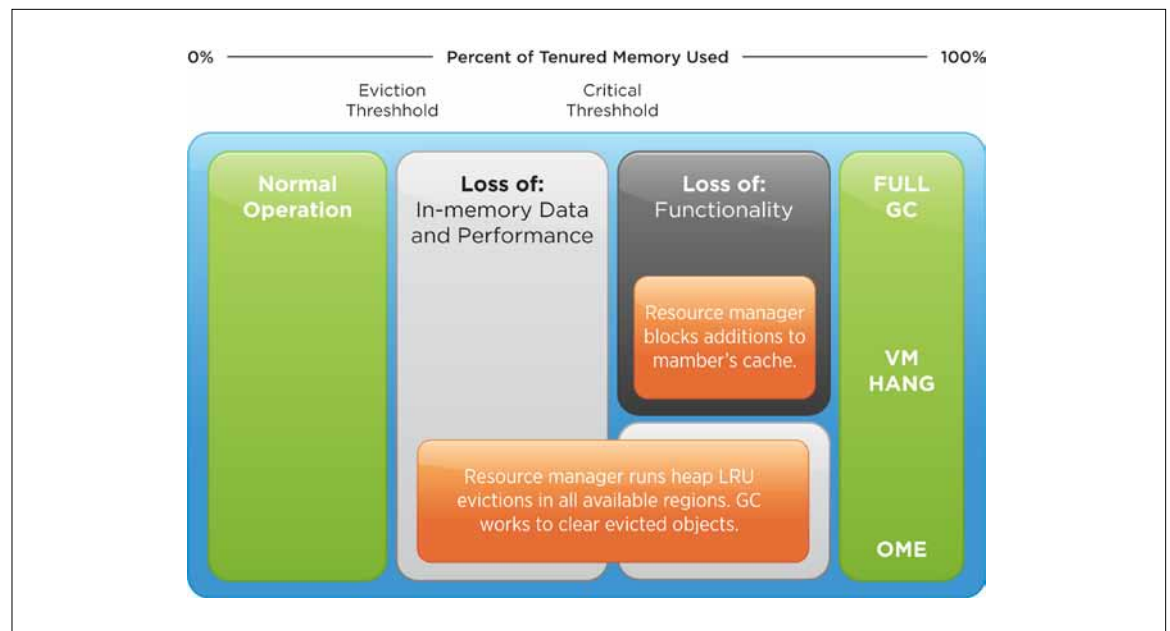 0% Percent of Tenured Memory Used 100%
Eviction
Threshhold
Critical
Threshhold
Normal
Operation
Loss of:
In-memory Data
and Performance
Loss of:
Functionality
Resource manager
blocks additions to
mamber's cache.
Resource manager runs heap LRU
evictions in all available regions. GC
works to clear evicted objects.
FULL
GC
VM
HANG
OME